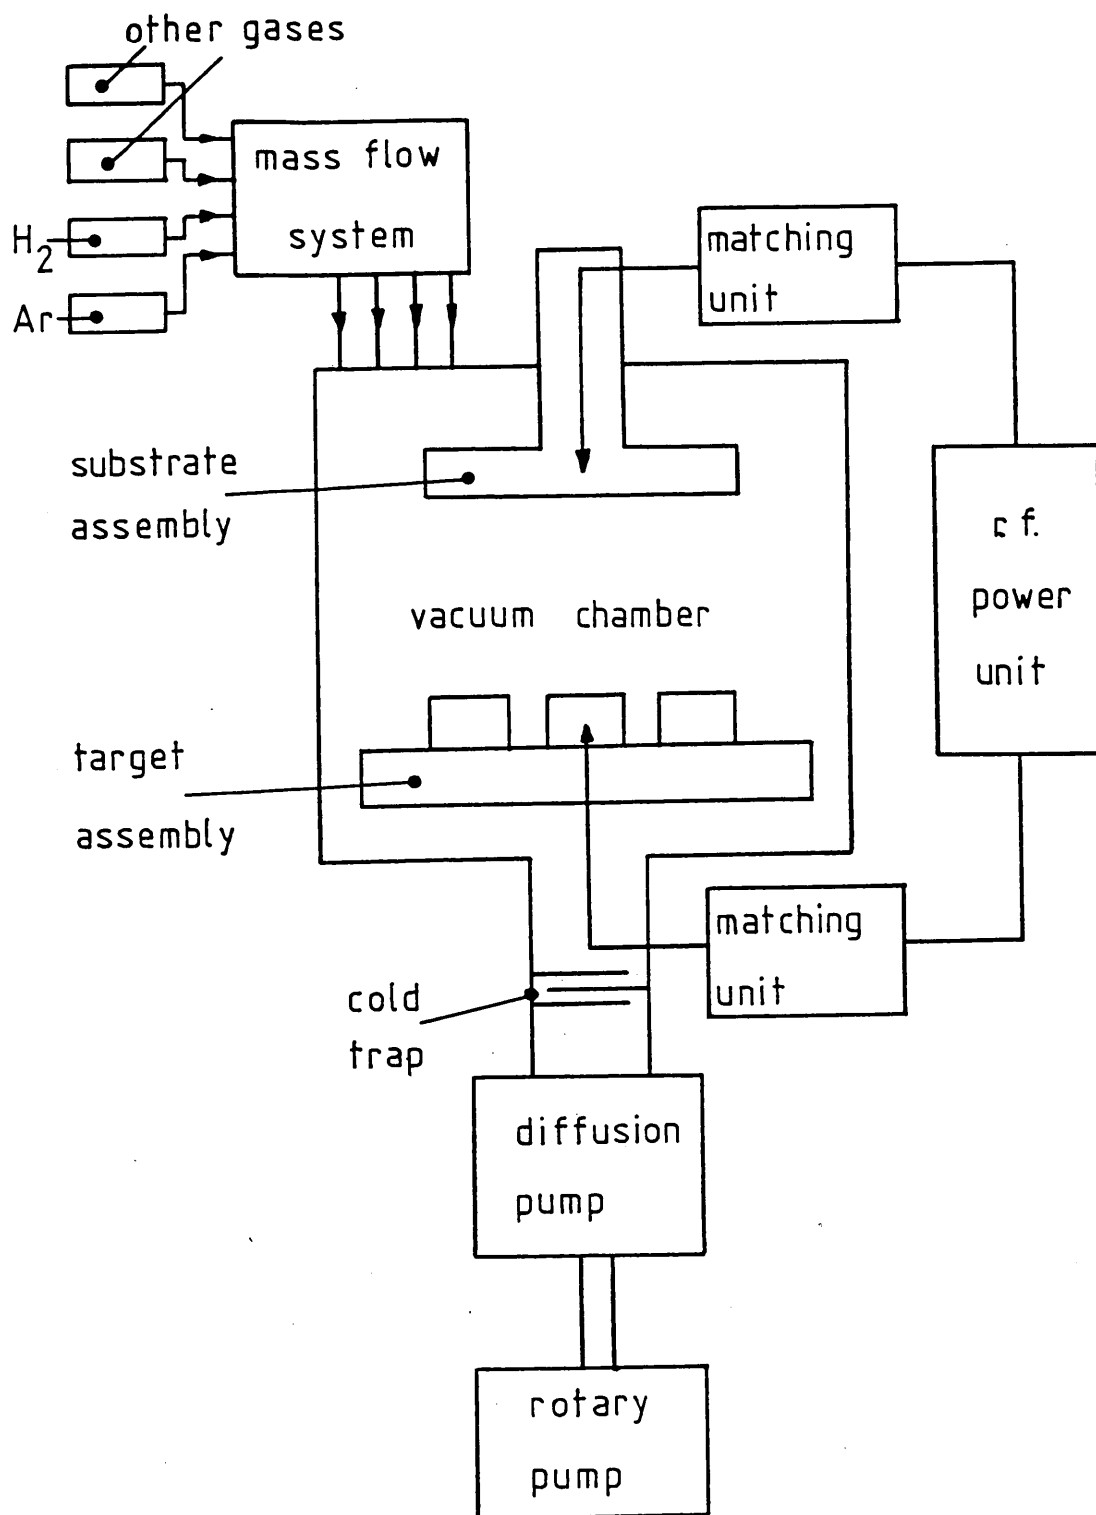 other gases
mass flow
system
H2
Ar
matching
unit
substrate
assembly
r.f.
power
unit
vacuum chamber
target
assembly
matching
unit
cold
trap
diffusion
pump
rotary
pump